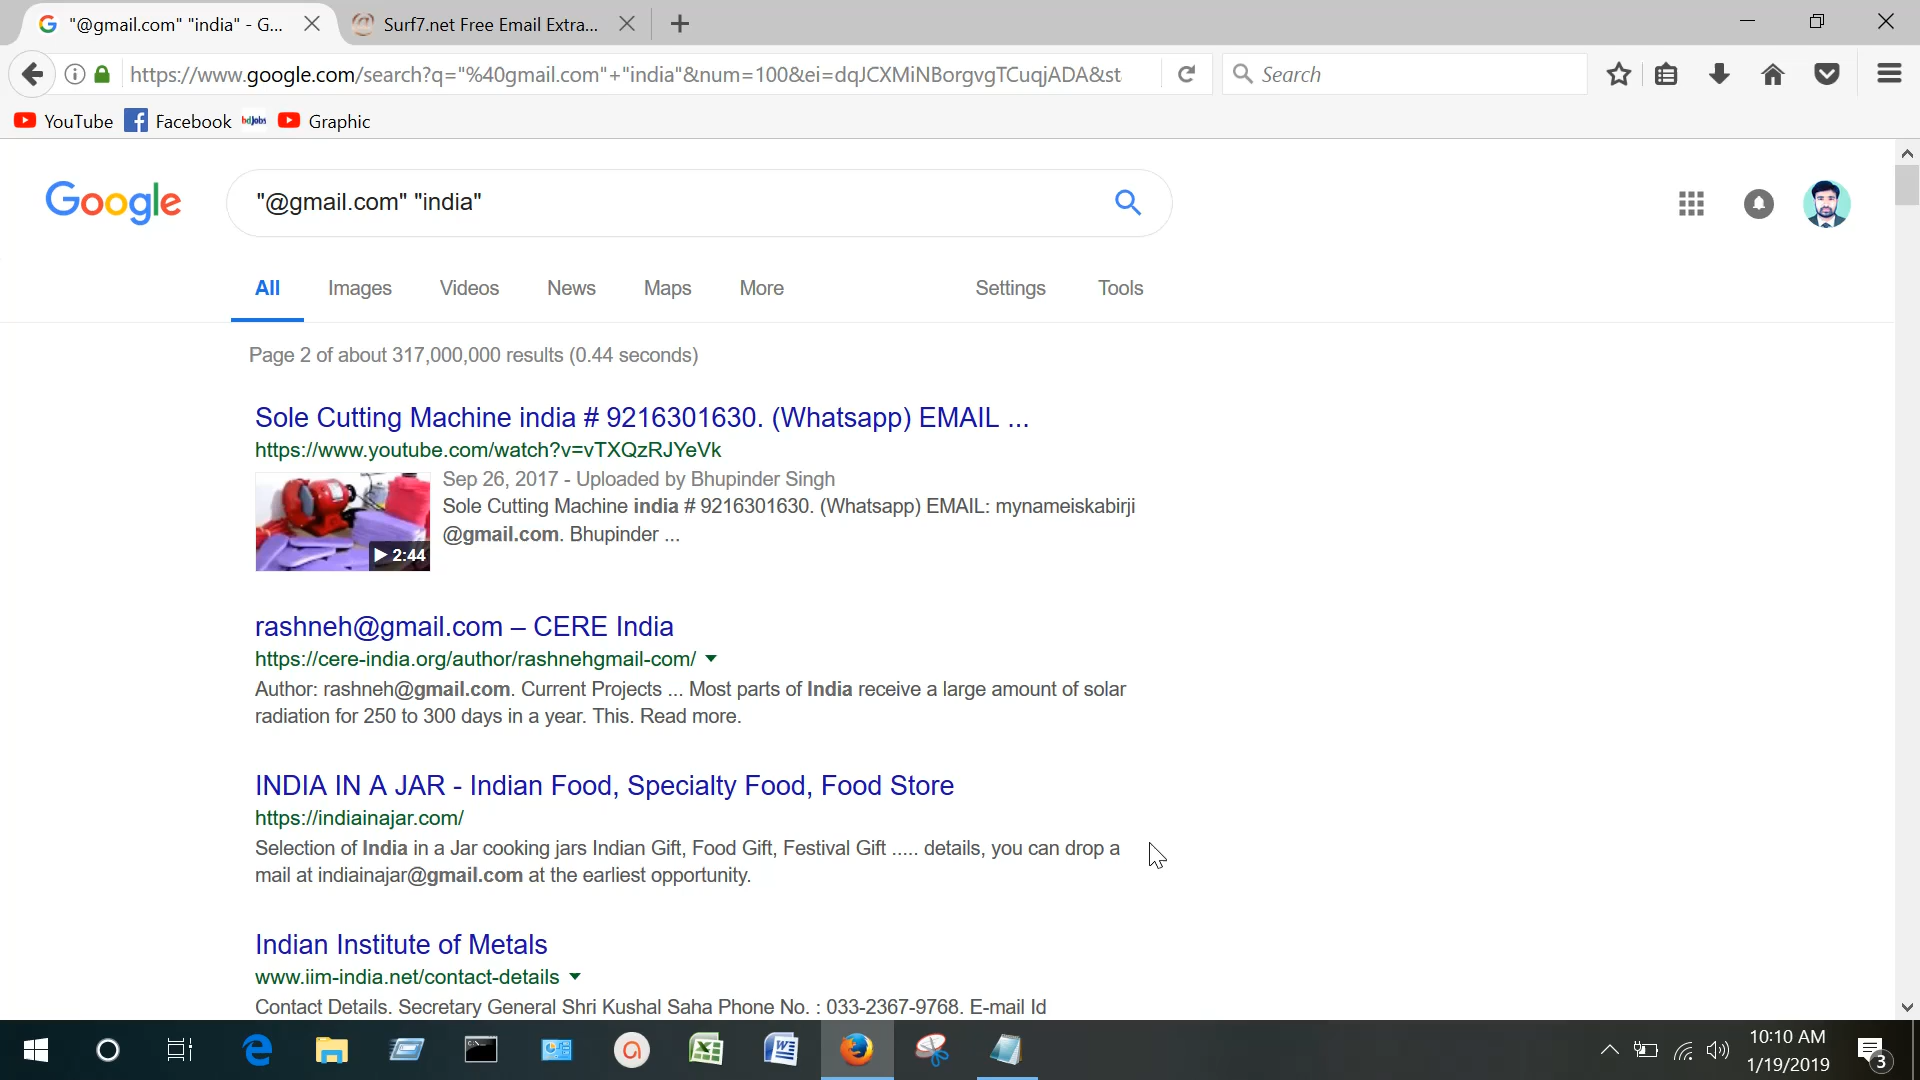 "@gmail.com" "india" - G...
Surf7.net Free Email Extra...
https://www.google.com/search?q="%40gmail.com"+"india"&num=100&ei=dqJCXMiNBorgvgTCuqjADA&st
Search
YouTube
Facebook
bdjobs
Graphic
Google
"@gmail.com" "india"
All
Images
Videos
News
Maps
More
Settings
Tools
Page 2 of about 317,000,000 results (0.44 seconds)
Sole Cutting Machine india # 9216301630. (Whatsapp) EMAIL ...
https://www.youtube.com/watch?v=vTXQzRJYeVk
Sep 26, 2017 - Uploaded by Bhupinder Singh
Sole Cutting Machine india # 9216301630. (Whatsapp) EMAIL: mynameiskabirji
@gmail.com. Bhupinder ...
2:44
rashneh@gmail.com – CERE India
https://cere-india.org/author/rashnehgmail-com/
Author: rashneh@gmail.com. Current Projects ... Most parts of India receive a large amount of solar
radiation for 250 to 300 days in a year. This. Read more.
INDIA IN A JAR - Indian Food, Specialty Food, Food Store
https://indiainajar.com/
Selection of India in a Jar cooking jars Indian Gift, Food Gift, Festival Gift ..... details, you can drop a
mail at indiainajar@gmail.com at the earliest opportunity.
Indian Institute of Metals
www.iim-india.net/contact-details
Contact Details. Secretary General Shri Kushal Saha Phone No. : 033-2367-9768. E-mail Id
10:10 AM
1/19/2019
3